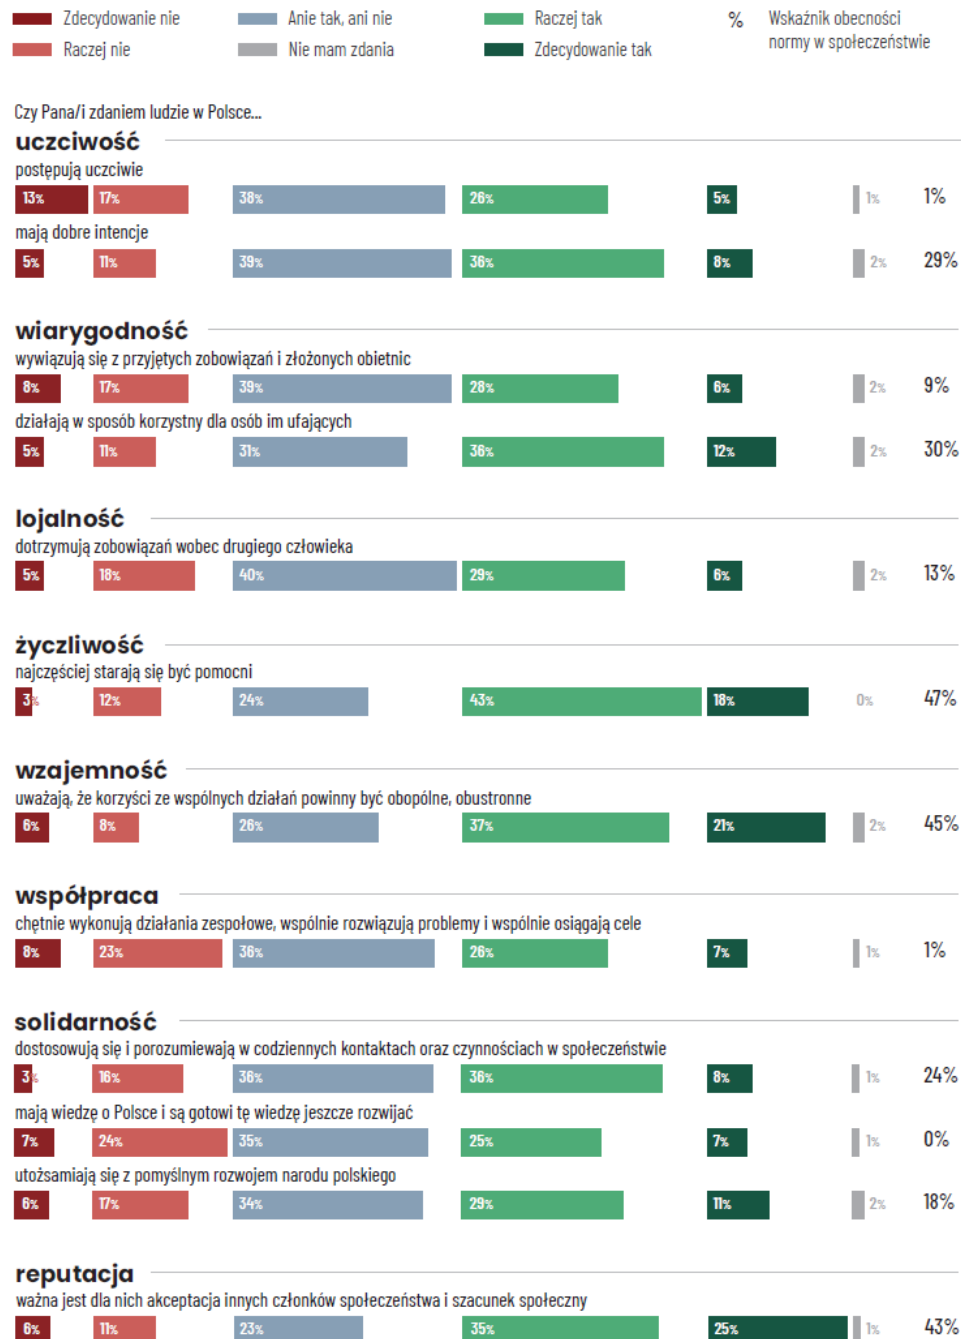 Zdecydowanie nie
Anie tak, ani nie
Raczej tak
% Wskaźnik obecności
normy w społeczeństwie
Raczej nie
Nie mam zdania
Zdecydowanie tak
Czy Pana/i zdaniem ludzie w Polsce...
uczciwość
postępują uczciwie
13% 17% 38% 26% 5% 1% 1%
mają dobre intencje
5% 11% 39% 36% 8% 2% 29%
wiarygodność
wywiązują się z przyjętych zobowiązań i złożonych obietnic
8% 17% 39% 28% 6% 2% 9%
działają w sposób korzystny dla osób im ufających
5% 11% 31% 36% 12% 2% 30%
lojalność
dotrzymują zobowiązań wobec drugiego człowieka
5% 18% 40% 29% 6% 2% 13%
życzliwość
najczęściej starają się być pomocni
3% 12% 24% 43% 18% 0% 47%
wzajemność
uważają, że korzyści ze wspólnych działań powinny być obopólne, obustronne
6% 8% 26% 37% 21% 2% 45%
współpraca
chętnie wykonują działania zespołowe, wspólnie rozwiązują problemy i wspólnie osiągają cele
8% 23% 36% 26% 7% 1% 1%
solidarność
dostosowują się i porozumiewają w codziennych kontaktach oraz czynnościach w społeczeństwie
3% 16% 36% 36% 8% 1% 24%
mają wiedzę o Polsce i są gotowi tę wiedzę jeszcze rozwijać
7% 24% 35% 25% 7% 1% 0%
utożsamiają się z pomyślnym rozwojem narodu polskiego
6% 17% 34% 29% 11% 2% 18%
reputacja
ważna jest dla nich akceptacja innych członków społeczeństwa i szacunek społeczny
6% 11% 23% 35% 25% 1% 43%